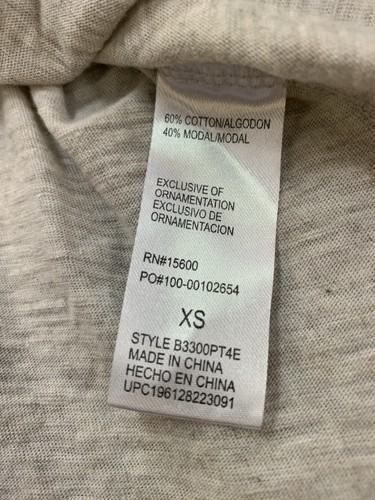 60% COTTON/ALGODON
40% MODAL/MODAL
EXCLUSIVE OF
ORNAMENTATION
EXCLUSIVO DE
ORNAMENTACION
RN#15600
PO#100-00102654
XS
STYLE B3300PT4E
MADE IN CHINA
HECHO EN CHINA
UPC196128223091